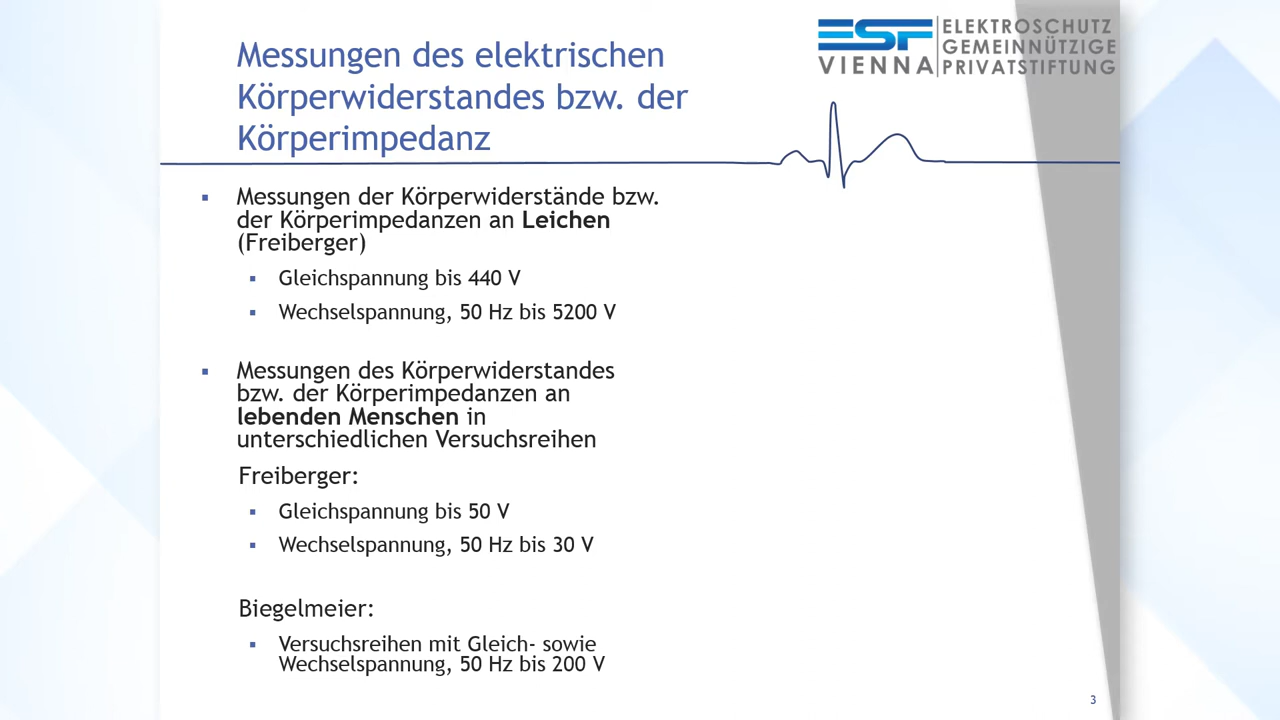 Messungen des elektrischen
Körperwiderstandes bzw. der
Körperimpedanz
ESF
VIENNA
ELEKTROSCHUTZ
GEMEINNÜTZIGE
PRIVATSTIFTUNG
▪ Messungen der Körperwiderstände bzw.
der Körperimpedanzen an Leichen
(Freiberger)
▪ Gleichspannung bis 440 V
▪ Wechselspannung, 50 Hz bis 5200 V
▪ Messungen des Körperwiderstandes
bzw. der Körperimpedanzen an
lebenden Menschen in
unterschiedlichen Versuchsreihen
Freiberger:
▪ Gleichspannung bis 50 V
▪ Wechselspannung, 50 Hz bis 30 V
Biegelmeier:
▪ Versuchsreihen mit Gleich- sowie
Wechselspannung, 50 Hz bis 200 V
3